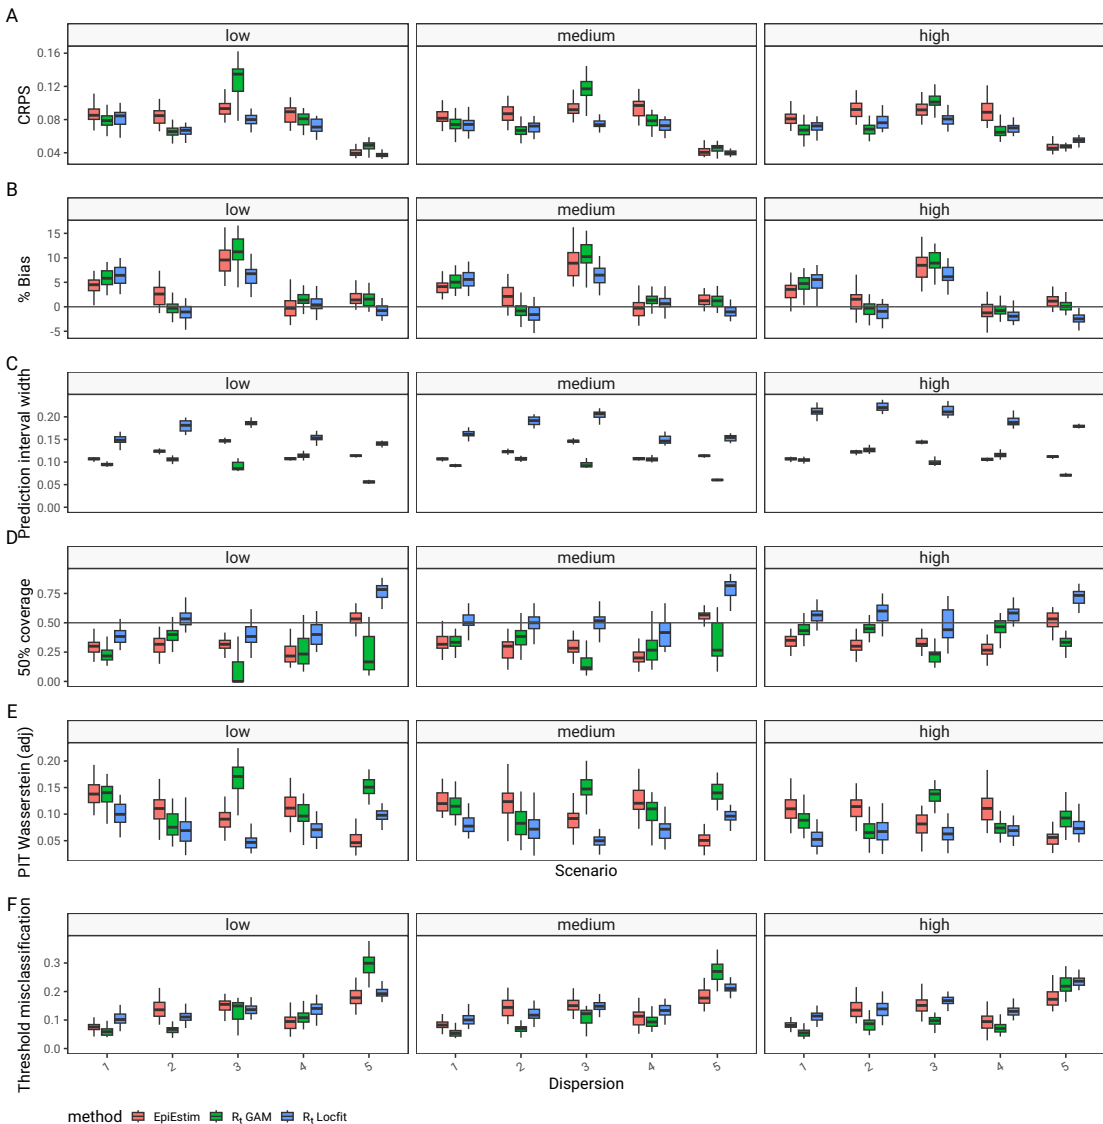 A
low medium high
CRPS
0.16
0.12
0.08
0.04
B
low medium high
% Bias
15
10
5
0
-5
C
low medium high
Prediction interval width
0.20
0.15
0.10
0.05
0.00
D
low medium high
50% coverage
0.75
0.50
0.25
0.00
E
low medium high
PIT Wasserstein (adj)
0.20
0.15
0.10
0.05
Scenario
F
low medium high
Threshold misclassification
0.3
0.2
0.1
0.0
1 2 3 4 5 1 2 3 4 5 1 2 3 4 5
Dispersion
method EpiEstim Rt GAM Rt Locfit